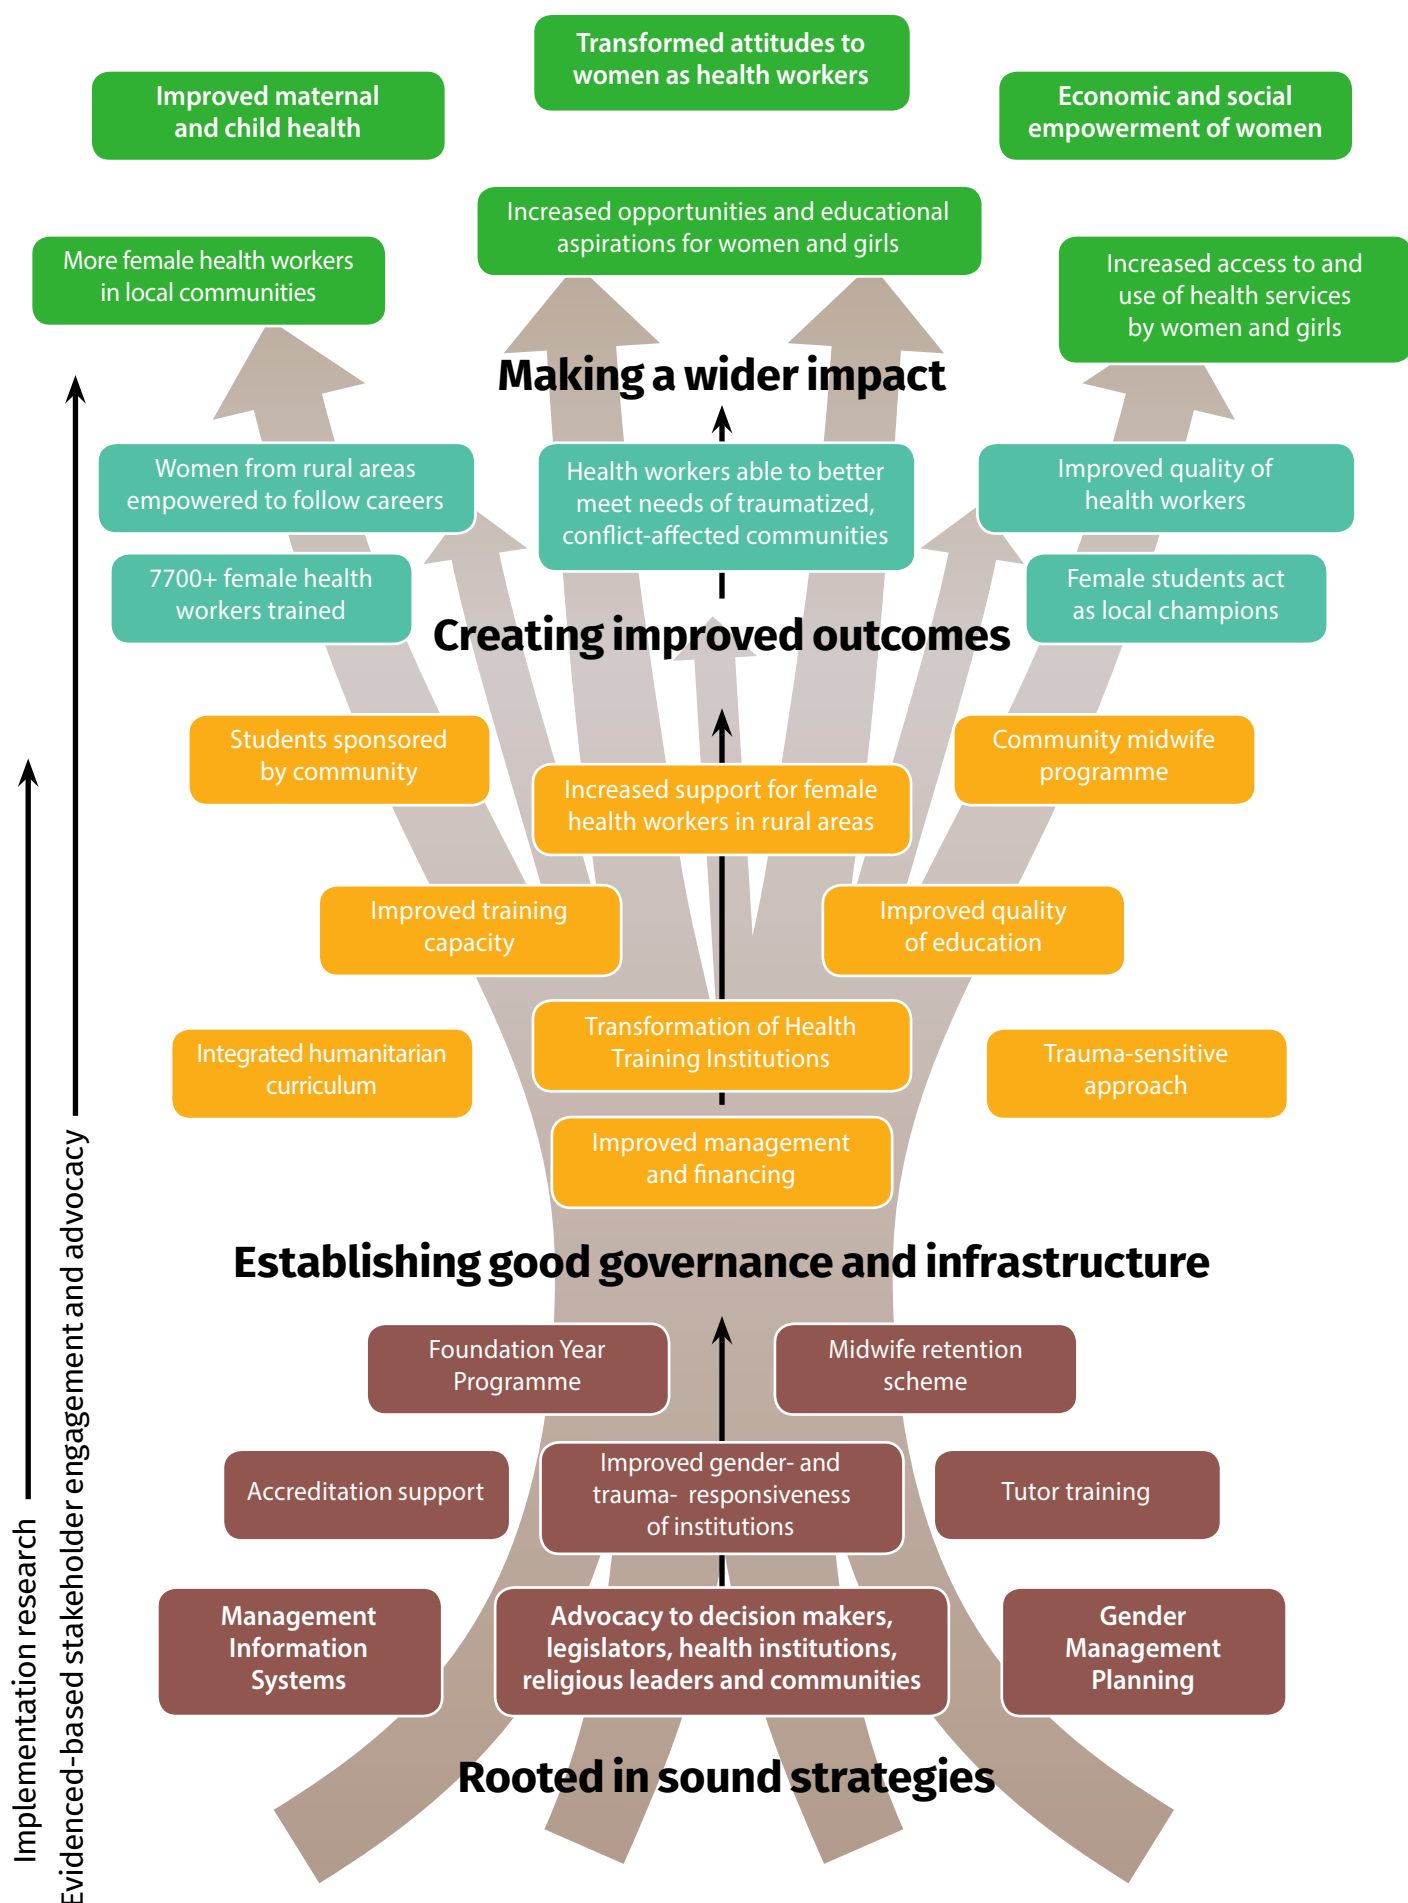 Transformed attitudes to
women as health workers
Improved maternal
and child health
Economic and social
empowerment of women
Increased opportunities and educational
aspirations for women and girls
More female health workers
in local communities
Increased access to and
use of health services
by women and girls
Making a wider impact
Women from rural areas
empowered to follow careers
Health workers able to better
meet needs of traumatized,
conflict-affected communities
Improved quality of
health workers
7700+ female health
workers trained
Female students act
as local champions
Creating improved outcomes
Students sponsored
by community
Community midwife
programme
Increased support for female
health workers in rural areas
Improved training
capacity
Improved quality
of education
Transformation of Health
Training Institutions
Integrated humanitarian
curriculum
Trauma-sensitive
approach
Improved management
and financing
Establishing good governance and infrastructure
Foundation Year
Programme
Midwife retention
scheme
Accreditation support
Improved gender- and
trauma- responsiveness
of institutions
Tutor training
Management
Information
Systems
Advocacy to decision makers,
legislators, health institutions,
religious leaders and communities
Gender
Management
Planning
Rooted in sound strategies
Implementation research
Evidenced-based stakeholder engagement and advocacy